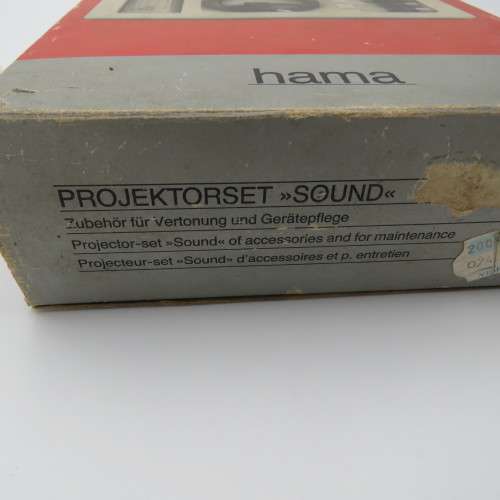 hama
PROJEKTORSET »SOUND«
Zubehör für Vertonung und Gerätepflege
Projector-set »Sound« of accessories and for maintenance
Projecteur-set »Sound« d'accessoires et p. entretien